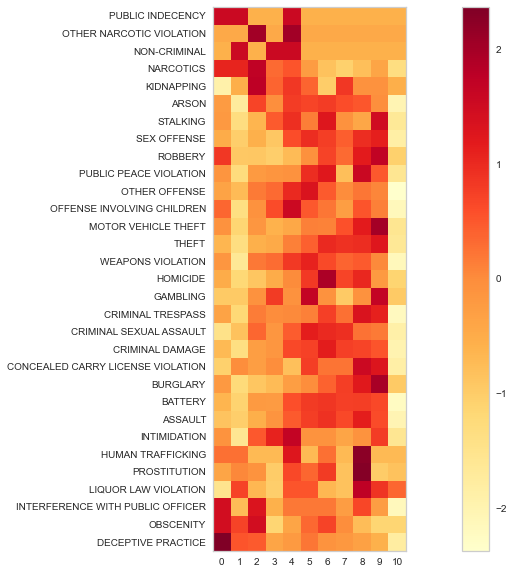 PUBLIC INDECENCY
OTHER NARCOTIC VIOLATION
NON-CRIMINAL
NARCOTICS
KIDNAPPING
ARSON
STALKING
SEX OFFENSE
ROBBERY
PUBLIC PEACE VIOLATION
OTHER OFFENSE
OFFENSE INVOLVING CHILDREN
MOTOR VEHICLE THEFT
THEFT
WEAPONS VIOLATION
HOMICIDE
GAMBLING
CRIMINAL TRESPASS
CRIMINAL SEXUAL ASSAULT
CRIMINAL DAMAGE
CONCEALED CARRY LICENSE VIOLATION
BURGLARY
BATTERY
ASSAULT
INTIMIDATION
HUMAN TRAFFICKING
PROSTITUTION
LIQUOR LAW VIOLATION
INTERFERENCE WITH PUBLIC OFFICER
OBSCENITY
DECEPTIVE PRACTICE
0 1 2 3 4 5 6 7 8 9 10
2
1
0
−1
−2